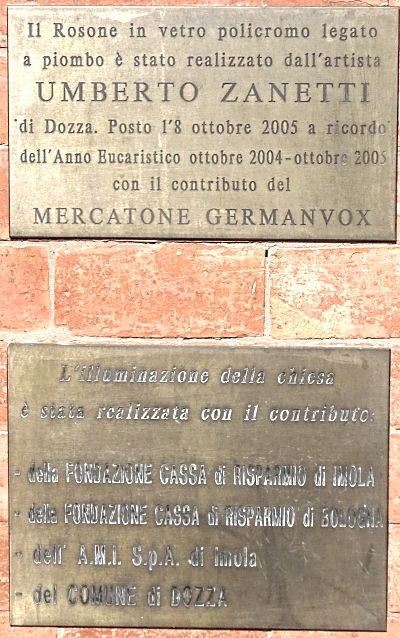 Il Rosone in vetro policromo legato
a piombo è stato realizzato dall'artista
UMBERTO ZANETTI
di Dozza. Posto l'8 ottobre 2005 a ricordo
dell'Anno Eucaristico ottobre 2004-ottobre 2005
con il contributo del
MERCATONE GERMANVOX
L'illuminazione della chiesa
è stata realizzata con il contributo:
- della FONDAZIONE CASSA di RISPARMIO di IMOLA
- della FONDAZIONE CASSA di RISPARMIO di BOLOGNA
- dell' A.M.I. S.p.A. di Imola
- del COMUNE di DOZZA